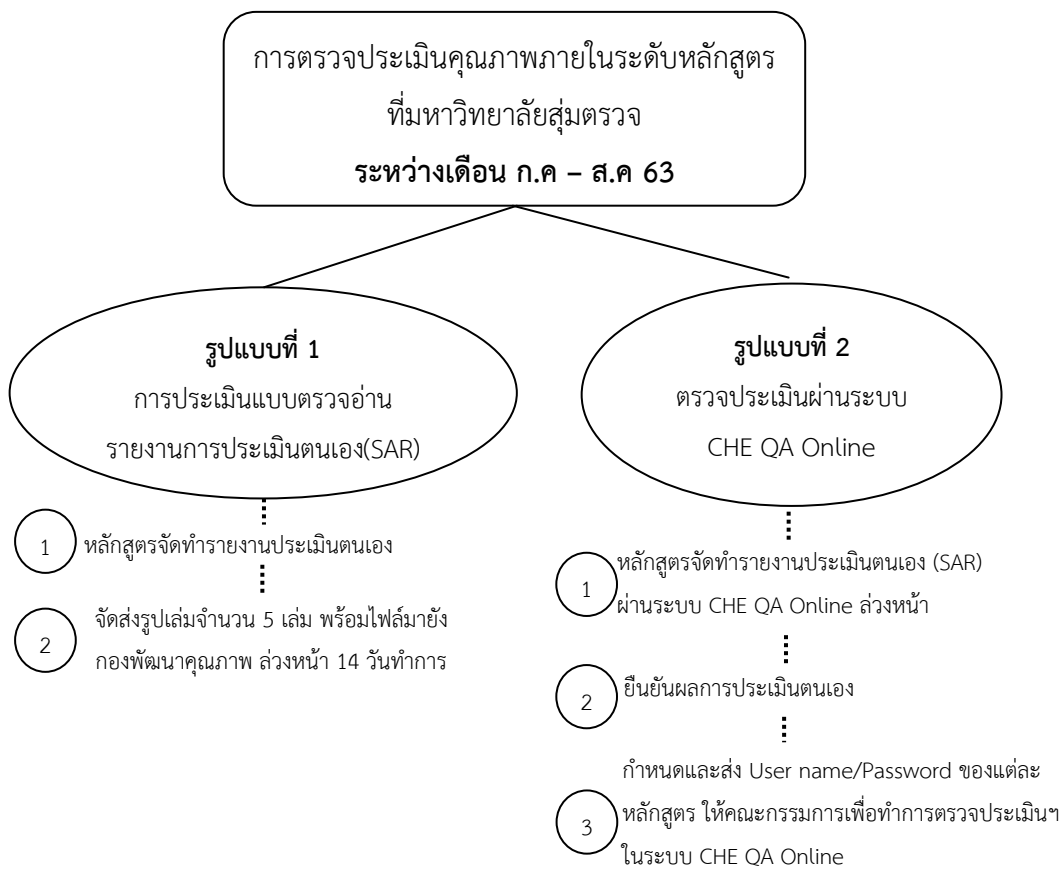 การตรวจประเมินคุณภาพภายในระดับหลักสูตร
ที่มหาวิทยาลัยสุ่มตรวจ
ระหว่างเดือน ก.ค – ส.ค 63
รูปแบบที่ 1
การประเมินแบบตรวจอ่าน
รายงานการประเมินตนเอง(SAR)
1 หลักสูตรจัดทำรายงานประเมินตนเอง
2 จัดส่งรูปเล่มจำนวน 5 เล่ม พร้อมไฟล์มายัง
กองพัฒนาคุณภาพ ล่วงหน้า 14 วันทำการ
รูปแบบที่ 2
ตรวจประเมินผ่านระบบ
CHE QA Online
1 หลักสูตรจัดทำรายงานประเมินตนเอง (SAR)
ผ่านระบบ CHE QA Online ล่วงหน้า
2 ยืนยันผลการประเมินตนเอง
กำหนดและส่ง User name/Password ของแต่ละ
3 หลักสูตร ให้คณะกรรมการเพื่อทำการตรวจประเมินฯ
ในระบบ CHE QA Online